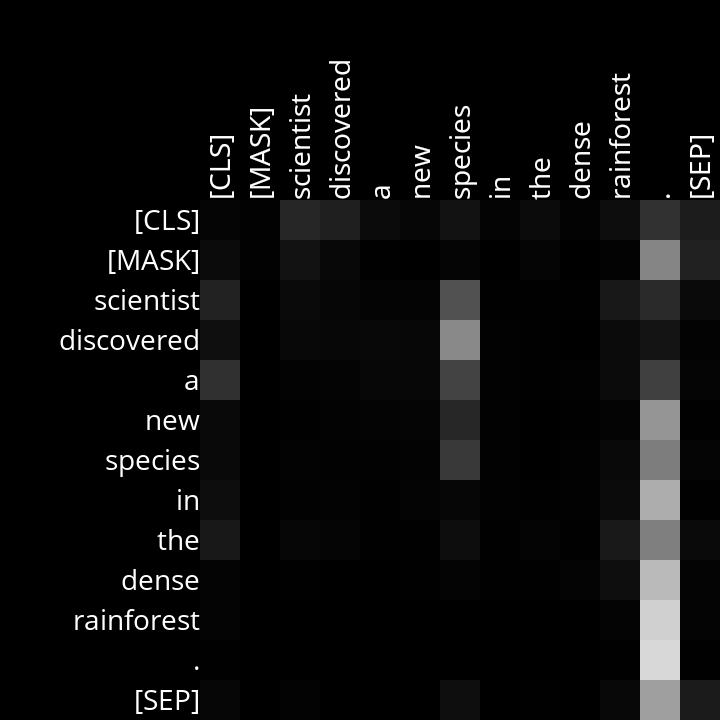 [CLS]
[MASK]
scientist
discovered
a
new
species
in
the
dense
rainforest
.
[SEP]
[CLS]
[MASK]
scientist
discovered
a
new
species
in
the
dense
rainforest
.
[SEP]